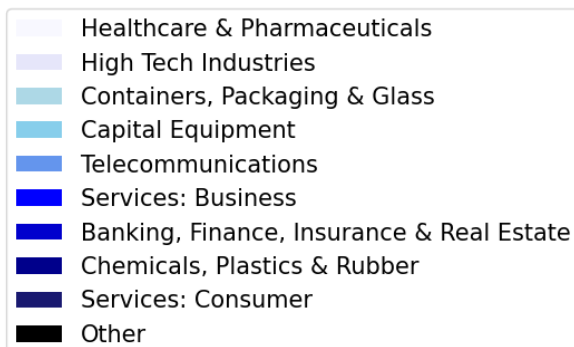 Healthcare & Pharmaceuticals
High Tech Industries
Containers, Packaging & Glass
Capital Equipment
Telecommunications
Services: Business
Banking, Finance, Insurance & Real Estate
Chemicals, Plastics & Rubber
Services: Consumer
Other